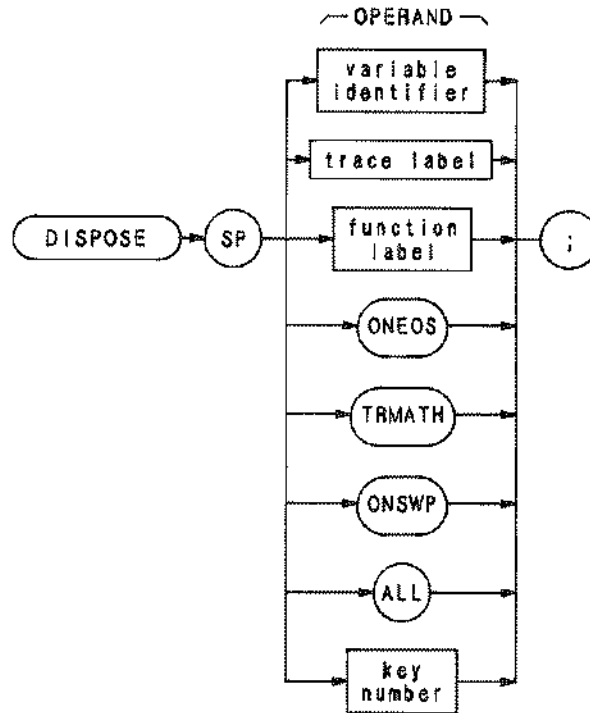 OPERAND
variable
identifier
trace label
DISPOSE
SP
function
label
;
ONEOS
TRMATH
ONSWP
ALL
key
number